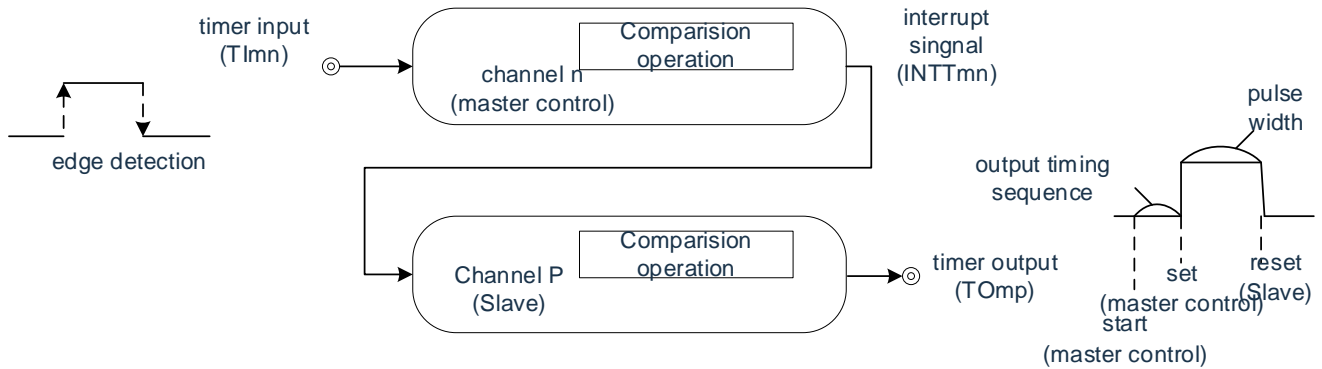 timer input
(TImn)
Comparision
operation
channel n
(master control)
interrupt
singnal
(INTTmn)
edge detection
Comparision
operation
Channel P
(Slave)
timer output
(TOmp)
output timing
sequence
pulse
width
set
(master control)
reset
(Slave)
start
(master control)